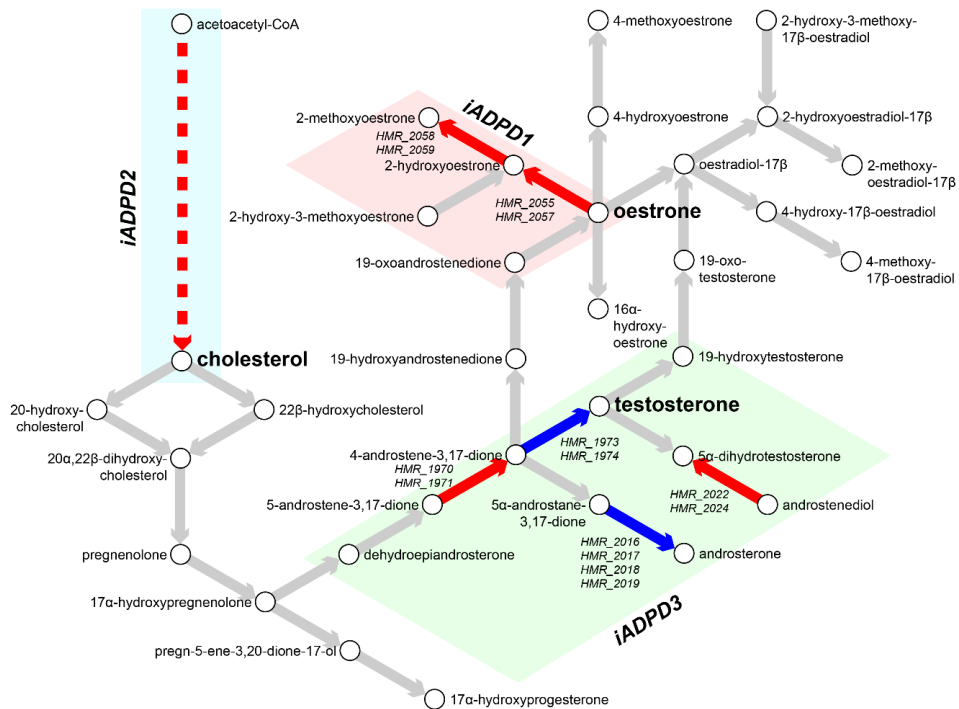 acetoacetyl-CoA
4-methoxyoestrone
2-hydroxy-3-methoxy-
17β-oestradiol
iADPD1
2-methoxyoestrone
HMR_2058
HMR_2059
2-hydroxyoestrone
4-hydroxyoestrone
2-hydroxyoestradiol-17β
oestradiol-17β
2-methoxy-
oestradiol-17β
iADPD2
2-hydroxy-3-methoxyoestrone
HMR_2055
HMR_2057
oestrone
4-hydroxy-17β-oestradiol
19-oxoandrostenedione
19-oxo-
testosterone
4-methoxy-
17β-oestradiol
16α-
hydroxy-
oestrone
cholesterol
19-hydroxyandrostenedione
19-hydroxytestosterone
20-hydroxy-
cholesterol
22β-hydroxycholesterol
testosterone
20α,22β-dihydroxy-
cholesterol
4-androstene-3,17-dione
HMR_1970
HMR_1971
HMR_1973
HMR_1974
5α-dihydrotestosterone
5-androstene-3,17-dione
5α-androstane-
3,17-dione
HMR_2022
HMR_2024
androstenediol
pregnenolone
dehydroepiandrosterone
HMR_2016
HMR_2017
HMR_2018
HMR_2019
androsterone
17α-hydroxypregnenolone
iADPD3
pregn-5-ene-3,20-dione-17-ol
17α-hydroxyprogesterone